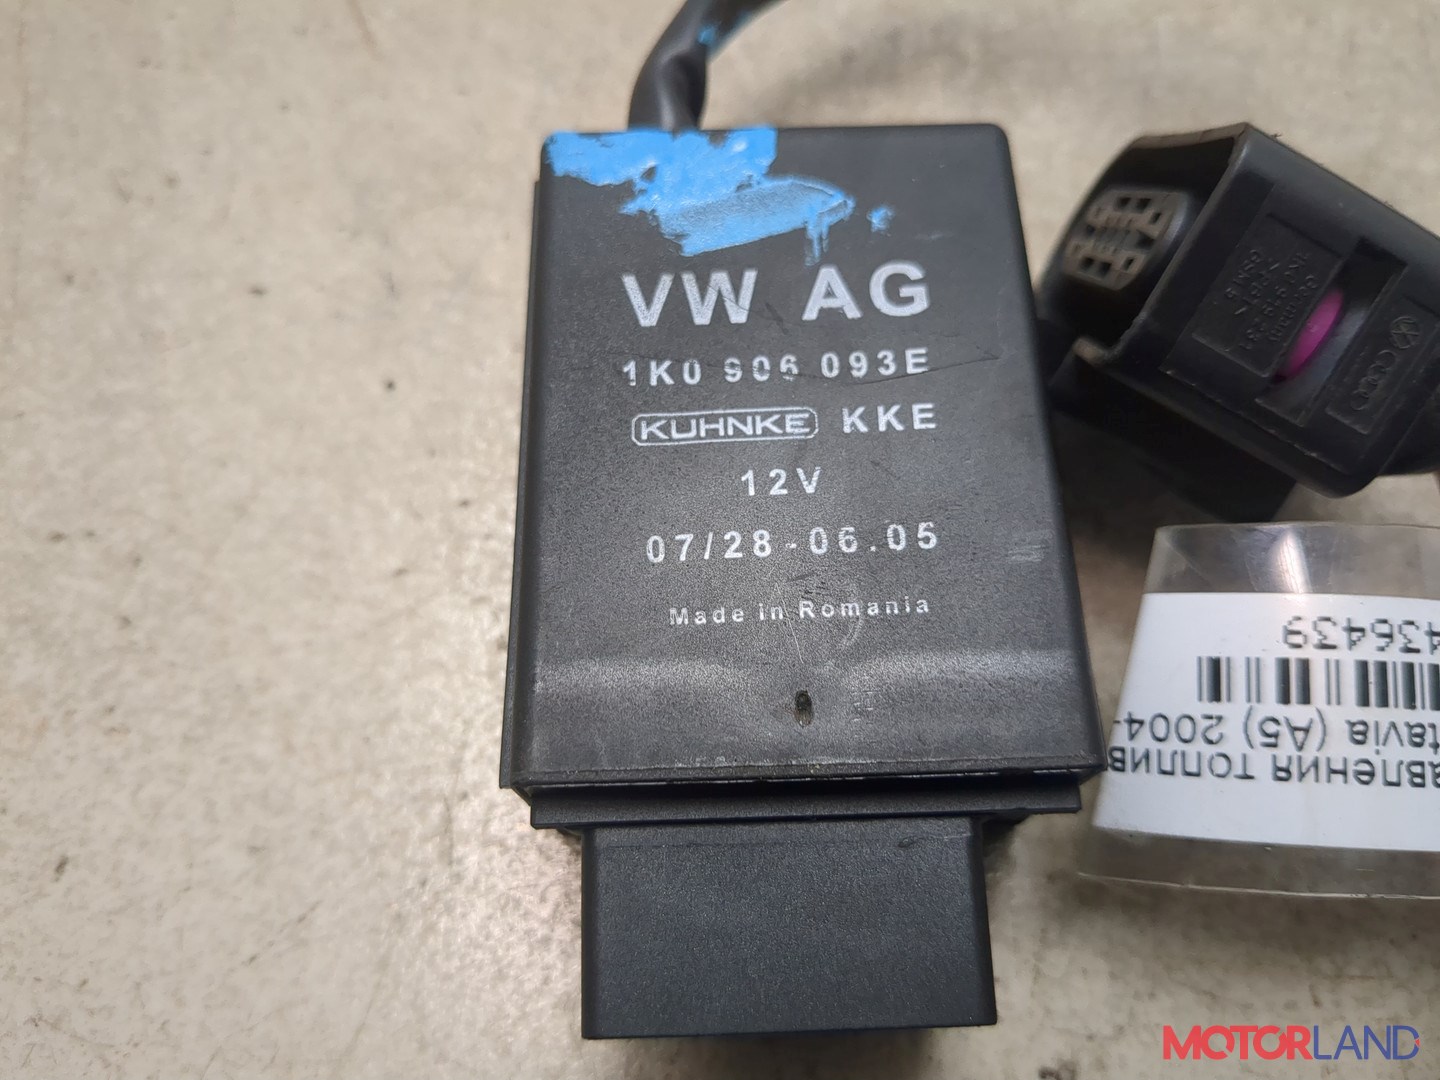 VW AG
1K0 906 093E
KUHNKE KKE
12V
07/28-06.05
Made in Romania
авления топлив
tavia (A5) 2004-
436439
MOTORLAND